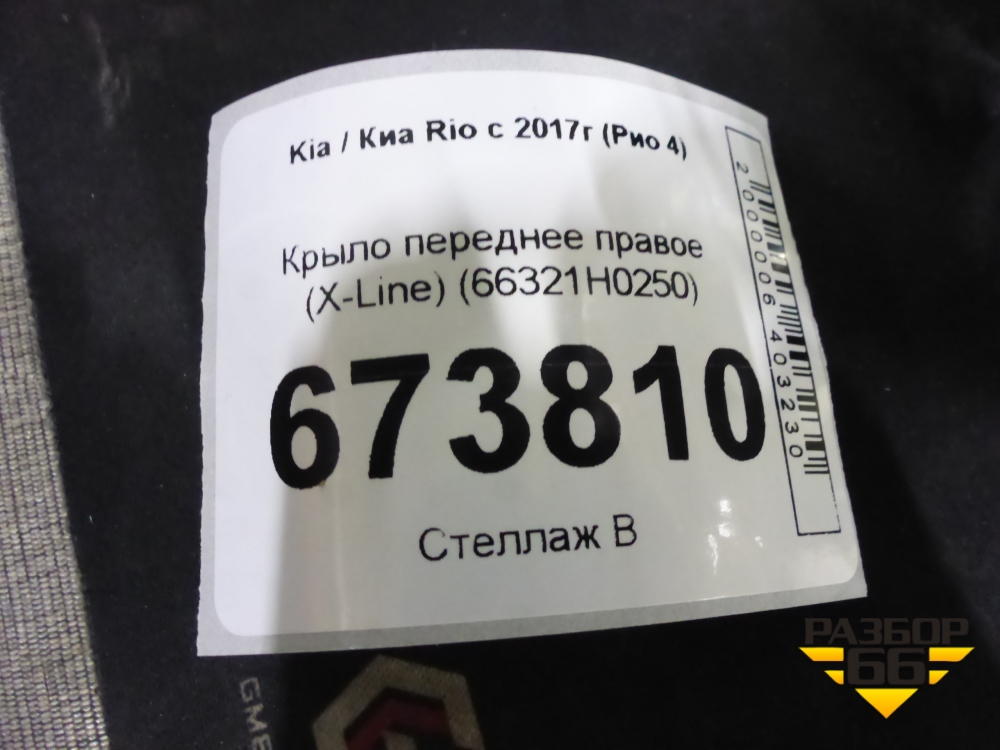 Kia / Киа Rio с 2017г (Рио 4)
Крыло переднее правое
(X-Line) (66321H0250)
673810
Стеллаж В
2000006403230
РАЗБОР
66